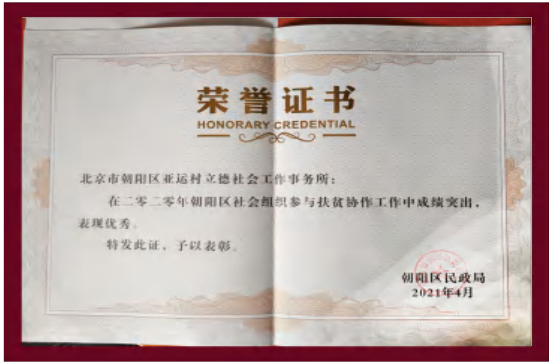 荣誉证书
HONORARY CREDENTIAL
北京市朝阳区亚运村立德社会工作事务所：
在二零二零年朝阳区社会组织参与扶贫协作工作中成绩突出，
表现优秀。
特发此证，予以表彰。
朝阳区民政局
2021年4月